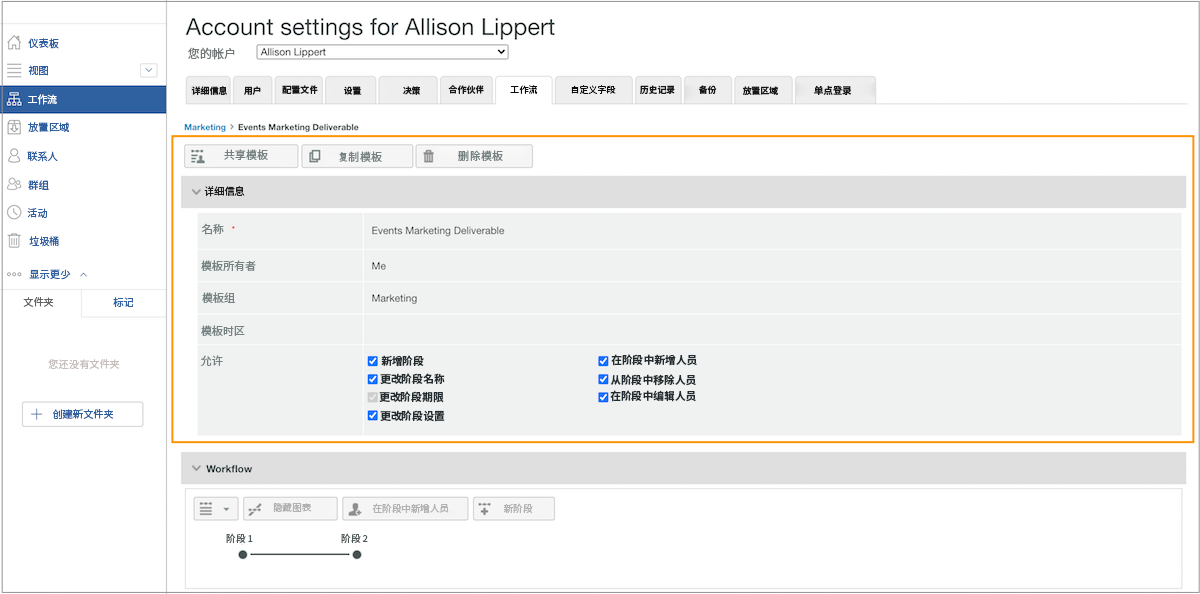 Account settings for Allison Lippert
您的帐户 Allison Lippert
仪表板
视图
工作流
放置区域
联系人
群组
活动
垃圾桶
显示更少
文件夹 标记
您还没有文件夹
创建新文件夹
详细信息 用户 配置文件 设置 决策 合作伙伴 工作流 自定义字段 历史记录 备份 放置区域 单点登录
Marketing > Events Marketing Deliverable
共享模板 复制模板 删除模板
详细信息
名称 * Events Marketing Deliverable
模板所有者 Me
模板组 Marketing
模板时区
允许 新增阶段 在阶段中新增人员
更改阶段名称 从阶段中移除人员
更改阶段期限 在阶段中编辑人员
更改阶段设置
Workflow
隐藏图表 在阶段中新增人员 新阶段
阶段 1 阶段 2